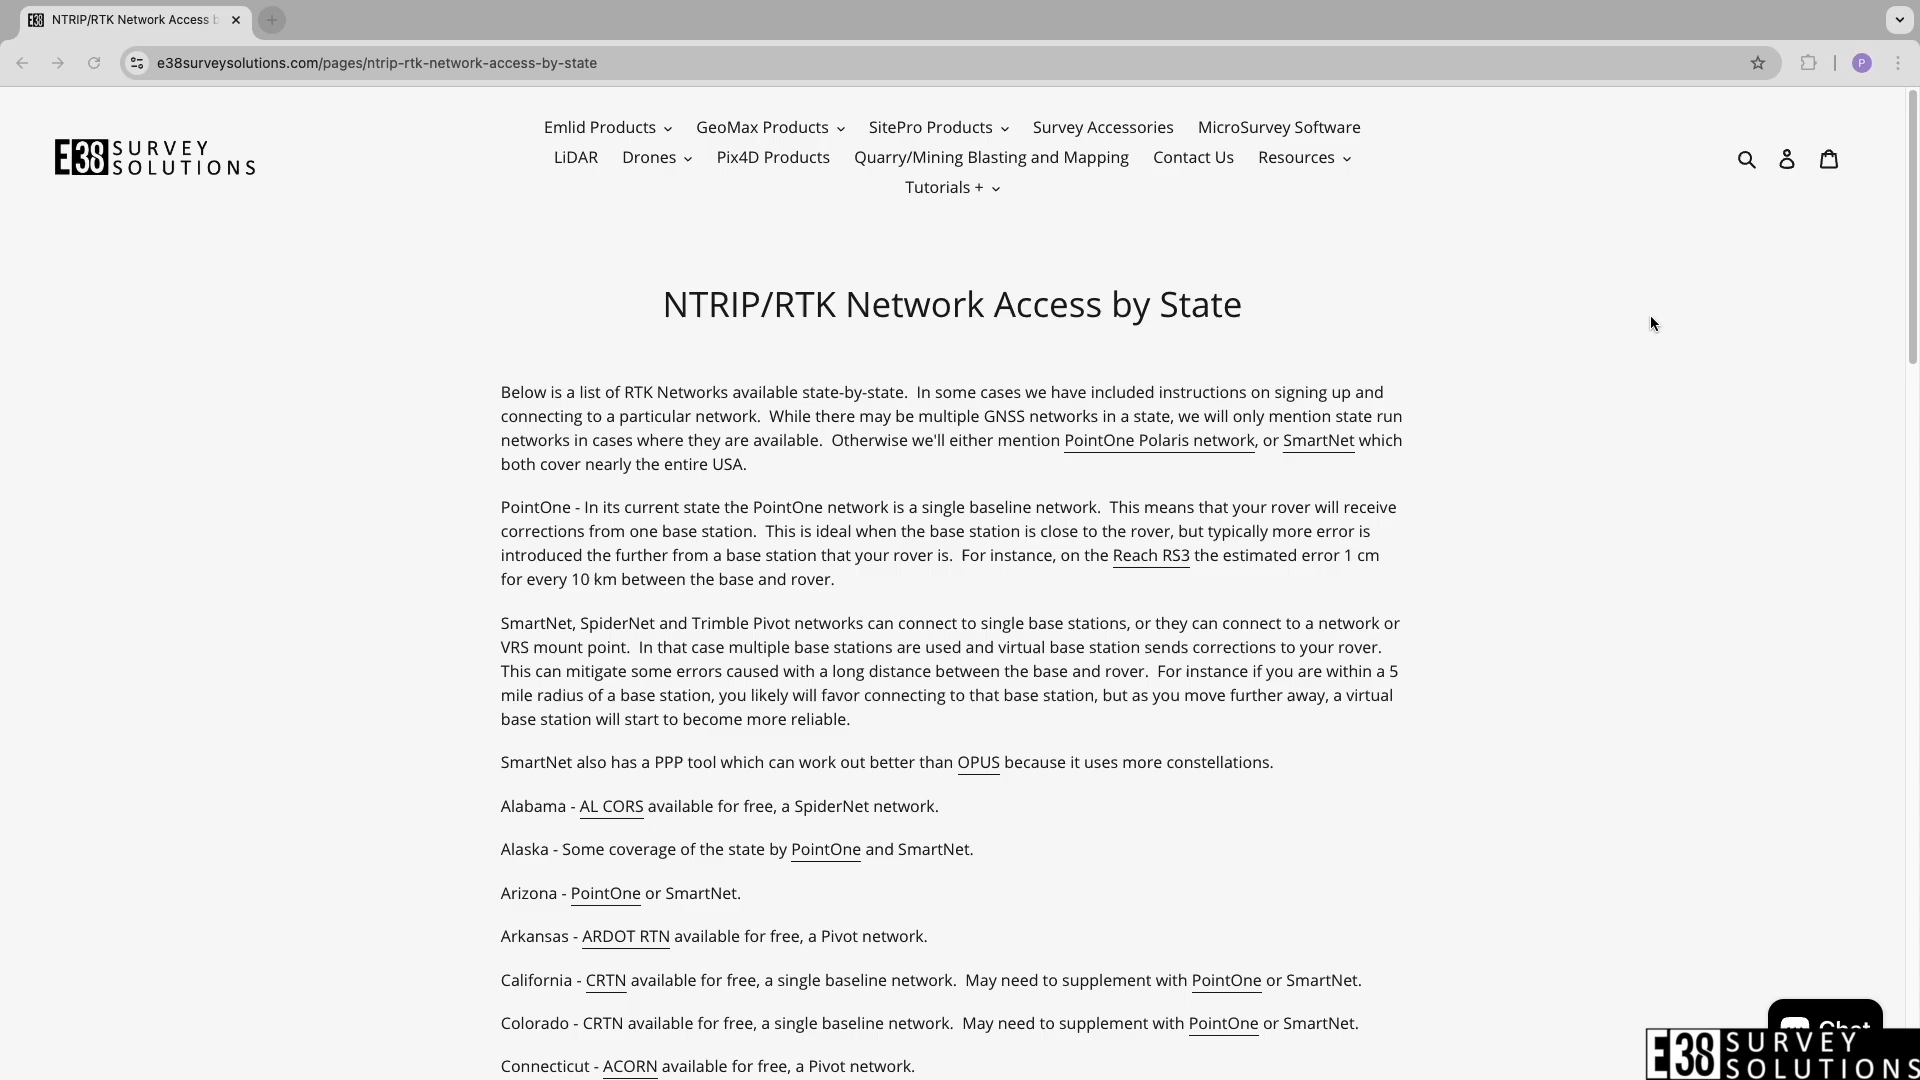 E38 NTRIP/RTK Network Access b
e38surveysolutions.com/pages/ntrip-rtk-network-access-by-state
P
E38 SURVEY SOLUTIONS
Emlid Products GeoMax Products SitePro Products Survey Accessories MicroSurvey Software
LiDAR Drones Pix4D Products Quarry/Mining Blasting and Mapping Contact Us Resources
Tutorials +
NTRIP/RTK Network Access by State
Below is a list of RTK Networks available state-by-state. In some cases we have included instructions on signing up and
connecting to a particular network. While there may be multiple GNSS networks in a state, we will only mention state run
networks in cases where they are available. Otherwise we'll either mention PointOne Polaris network, or SmartNet which
both cover nearly the entire USA.
PointOne - In its current state the PointOne network is a single baseline network. This means that your rover will receive
corrections from one base station. This is ideal when the base station is close to the rover, but typically more error is
introduced the further from a base station that your rover is. For instance, on the Reach RS3 the estimated error 1 cm
for every 10 km between the base and rover.
SmartNet, SpiderNet and Trimble Pivot networks can connect to single base stations, or they can connect to a network or
VRS mount point. In that case multiple base stations are used and virtual base station sends corrections to your rover.
This can mitigate some errors caused with a long distance between the base and rover. For instance if you are within a 5
mile radius of a base station, you likely will favor connecting to that base station, but as you move further away, a virtual
base station will start to become more reliable.
SmartNet also has a PPP tool which can work out better than OPUS because it uses more constellations.
Alabama - AL CORS available for free, a SpiderNet network.
Alaska - Some coverage of the state by PointOne and SmartNet.
Arizona - PointOne or SmartNet.
Arkansas - ARDOT RTN available for free, a Pivot network.
California - CRTN available for free, a single baseline network. May need to supplement with PointOne or SmartNet.
Colorado - CRTN available for free, a single baseline network. May need to supplement with PointOne or SmartNet.
Connecticut - ACORN available for free, a Pivot network.
Chat
E38 SURVEY SOLUTIONS